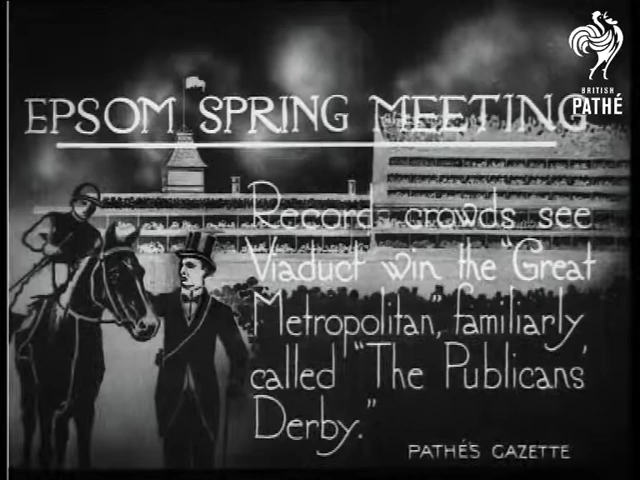 BRITISH
PATHÉ
EPSOM SPRING MEETING
Record crowds see
Viaduct win the "Great
Metropolitan," familiarly
called "The Publicans'
Derby."
PATHÉ'S GAZETTE